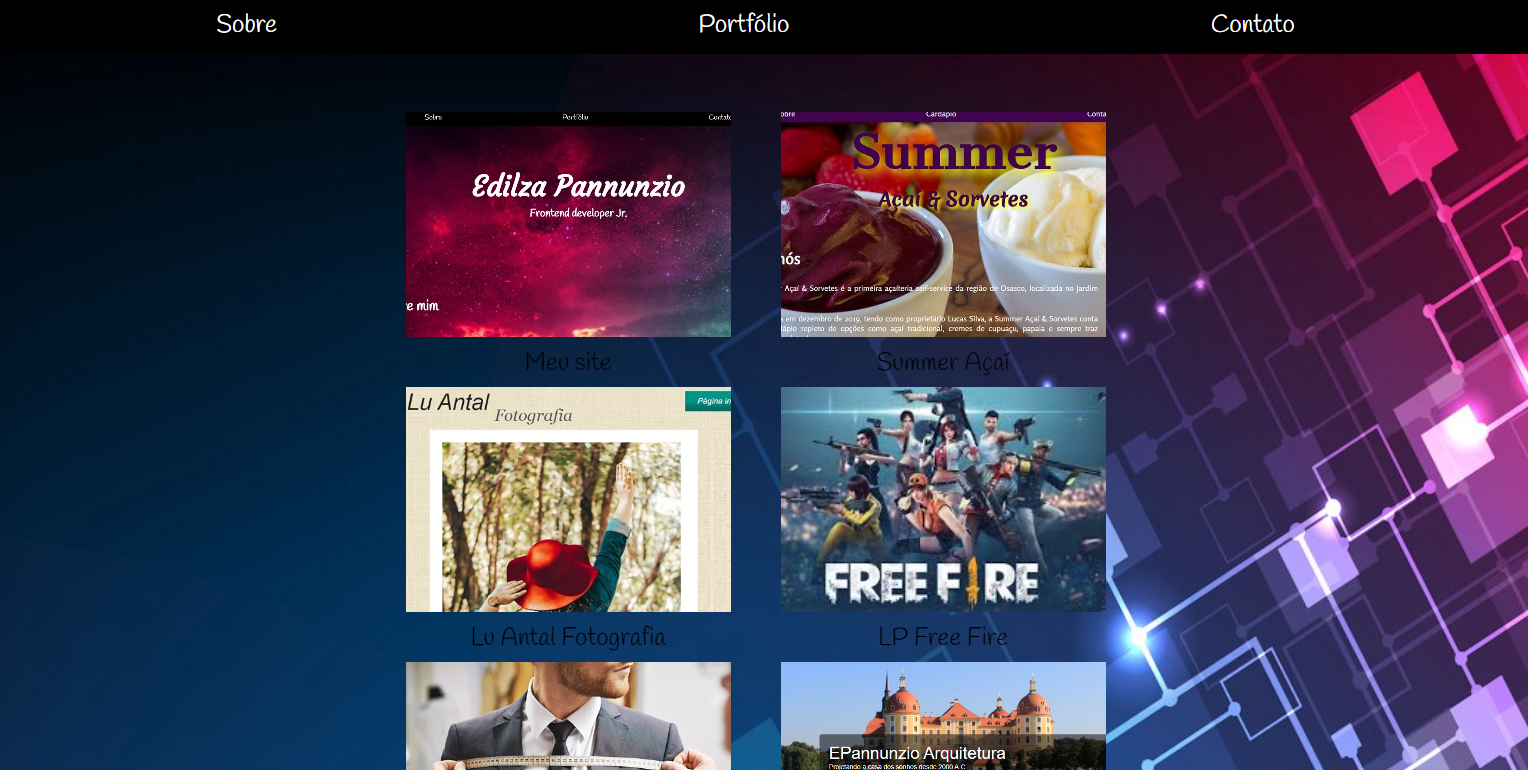 Sobre Portfólio Contato
Sobre Portfólio Contato
Edilza Pannunzio
Frontend developer Jr.
re mim
obre Cardápio Conta
Summer
Açaí & Sorvetes
nós
Açaí & Sorvetes é a primeira açaíteria self-service da região de Osasco, localizada no Jardim
em dezembro de 2019, tendo como proprietário Lucas Silva, a Summer Açaí & Sorvetes conta
dápio repleto de opções como açaí tradicional, cremes de cupuaçu, papaia e sempre traz
Meu site
Summer Açaí
Lu Antal Fotografia
Página in
FREE FIRE
Lu Antal Fotografia
LP Free Fire
EPannunzio Arquitetura
Projetando a casa dos sonhos desde 2000 A.C